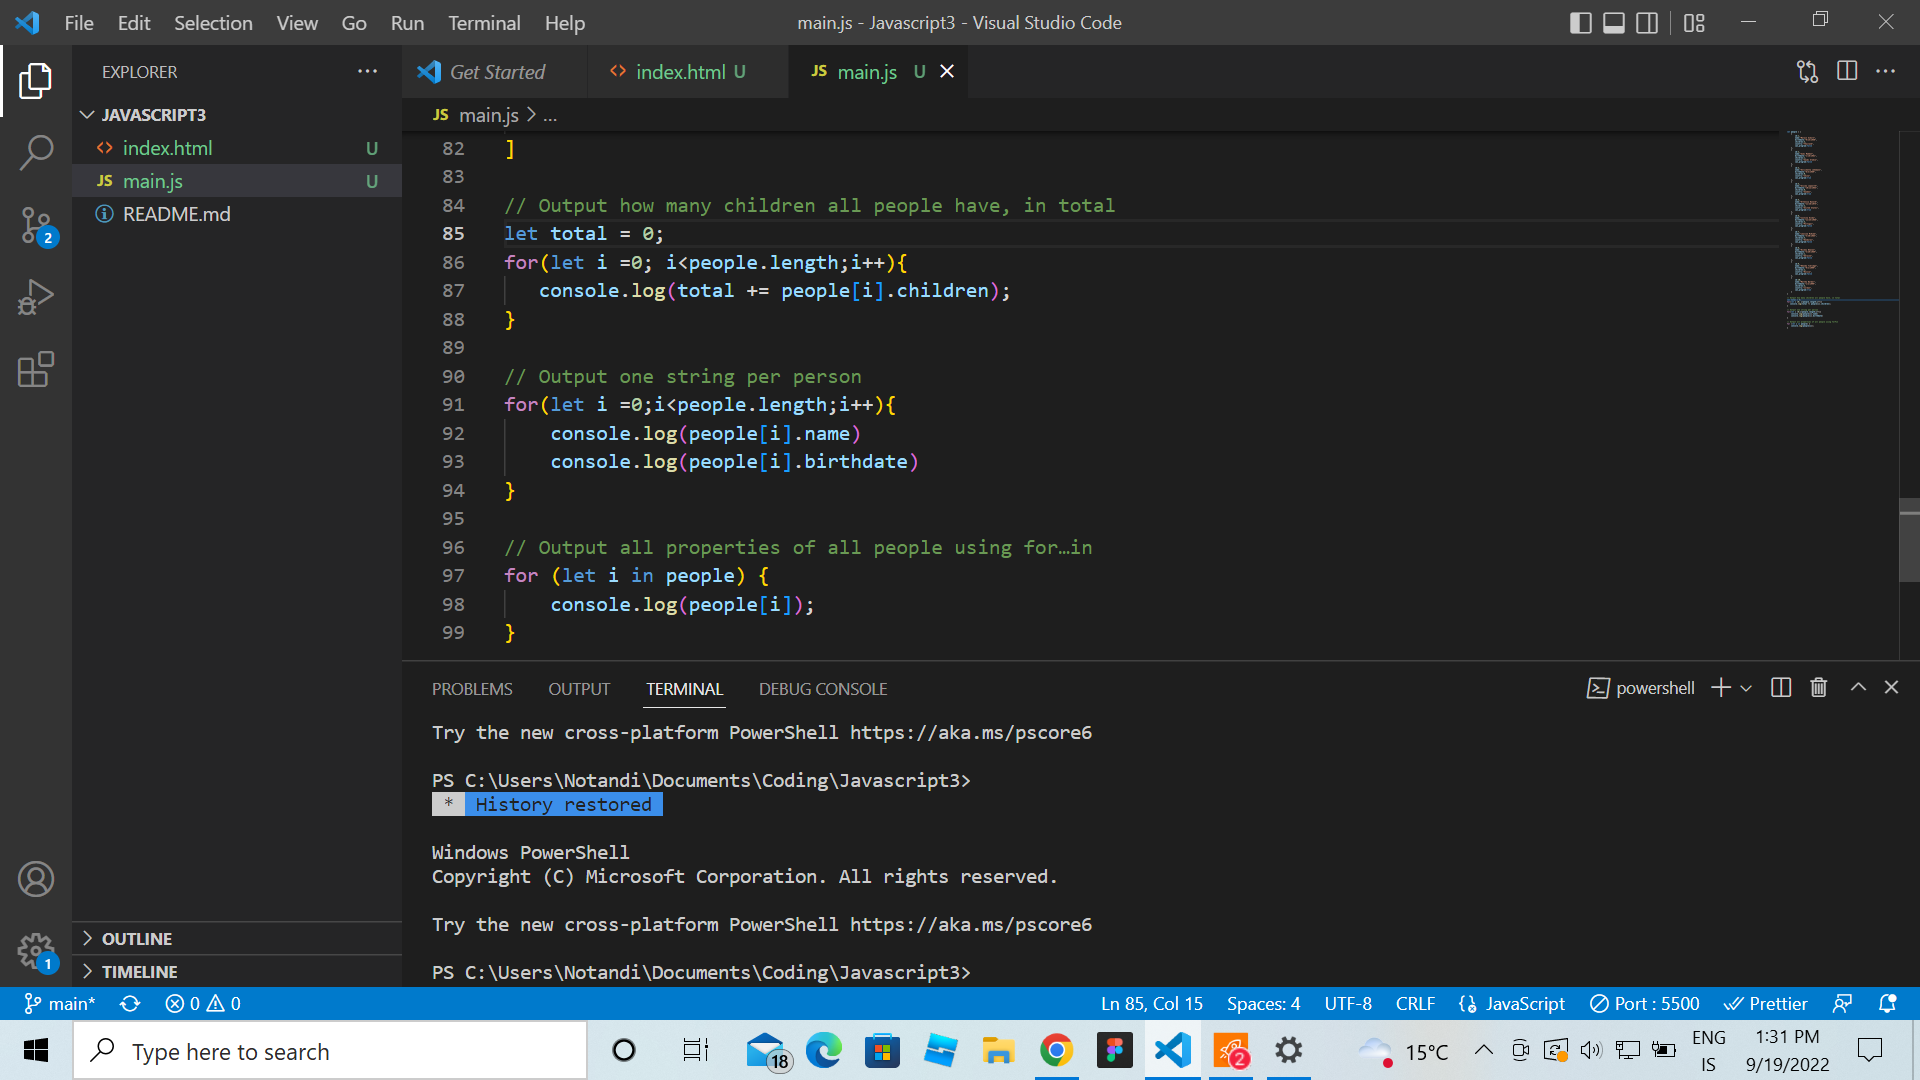 File Edit Selection View Go Run Terminal Help
main.js - Javascript3 - Visual Studio Code
EXPLORER
JAVASCRIPT3
index.html U
JS main.js U
README.md
2
1
OUTLINE
TIMELINE
Get Started
index.html U
JS main.js U
JS main.js > ...
82 ]
83
84 // Output how many children all people have, in total
85 let total = 0;
86 for(let i =0; i<people.length;i++){
87 console.log(total += people[i].children);
88 }
89
90 // Output one string per person
91 for(let i =0;i<people.length;i++){
92 console.log(people[i].name)
93 console.log(people[i].birthdate)
94 }
95
96 // Output all properties of all people using for…in
97 for (let i in people) {
98 console.log(people[i]);
99 }
PROBLEMS OUTPUT TERMINAL DEBUG CONSOLE
powershell
Try the new cross-platform PowerShell https://aka.ms/pscore6
PS C:\Users\Notandi\Documents\Coding\Javascript3>
* History restored
Windows PowerShell
Copyright (C) Microsoft Corporation. All rights reserved.
Try the new cross-platform PowerShell https://aka.ms/pscore6
PS C:\Users\Notandi\Documents\Coding\Javascript3>
main* 0 0
Ln 85, Col 15 Spaces: 4 UTF-8 CRLF JavaScript Port : 5500 Prettier
Type here to search
18
2
15°C
ENG
IS
1:31 PM
9/19/2022